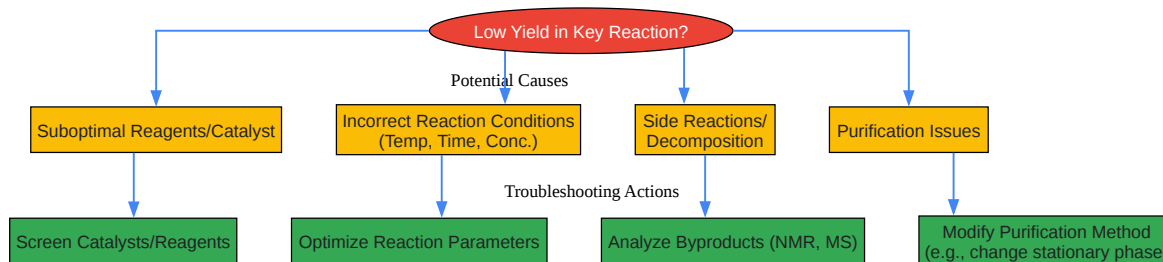 Low Yield in Key Reaction?
Potential Causes
Suboptimal Reagents/Catalyst
Incorrect Reaction Conditions
(Temp, Time, Conc.)
Side Reactions/
Decomposition
Purification Issues
Troubleshooting Actions
Screen Catalysts/Reagents
Optimize Reaction Parameters
Analyze Byproducts (NMR, MS)
Modify Purification Method
(e.g., change stationary phase